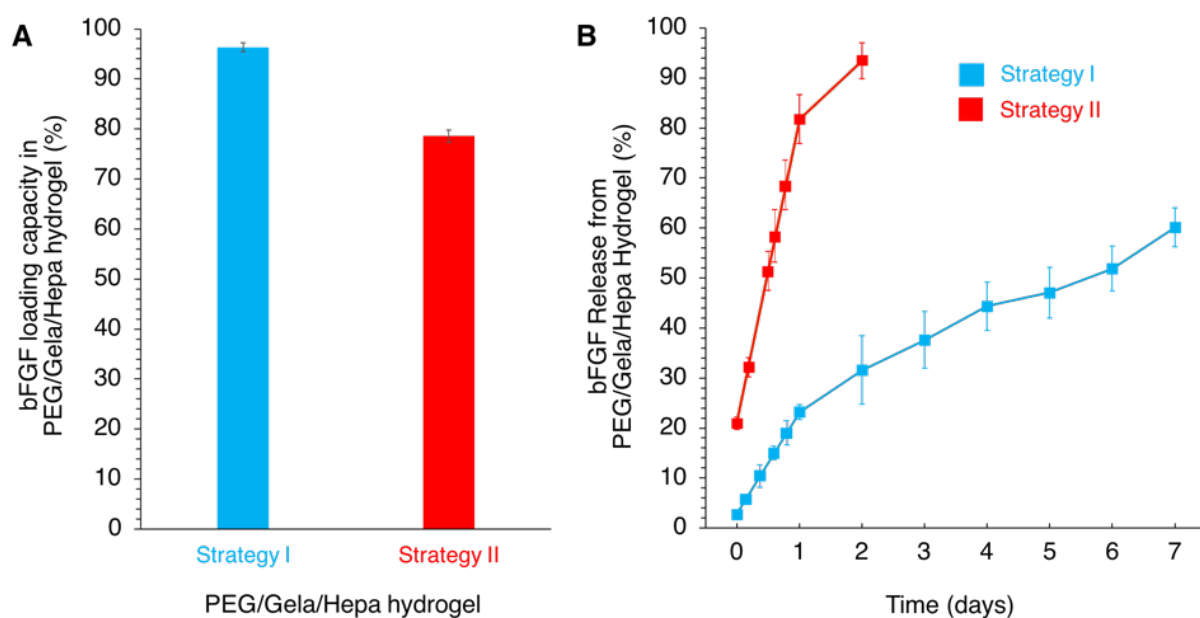 A
bFGF loading capacity in
PEG/Gela/Hepa hydrogel (%)
100
90
80
70
60
50
40
30
20
10
0
Strategy I
Strategy II
PEG/Gela/Hepa hydrogel
B
bFGF Release from
PEG/Gela/Hepa Hydrogel (%)
100
90
80
70
60
50
40
30
20
10
0
Strategy I
Strategy II
0 1 2 3 4 5 6 7
Time (days)